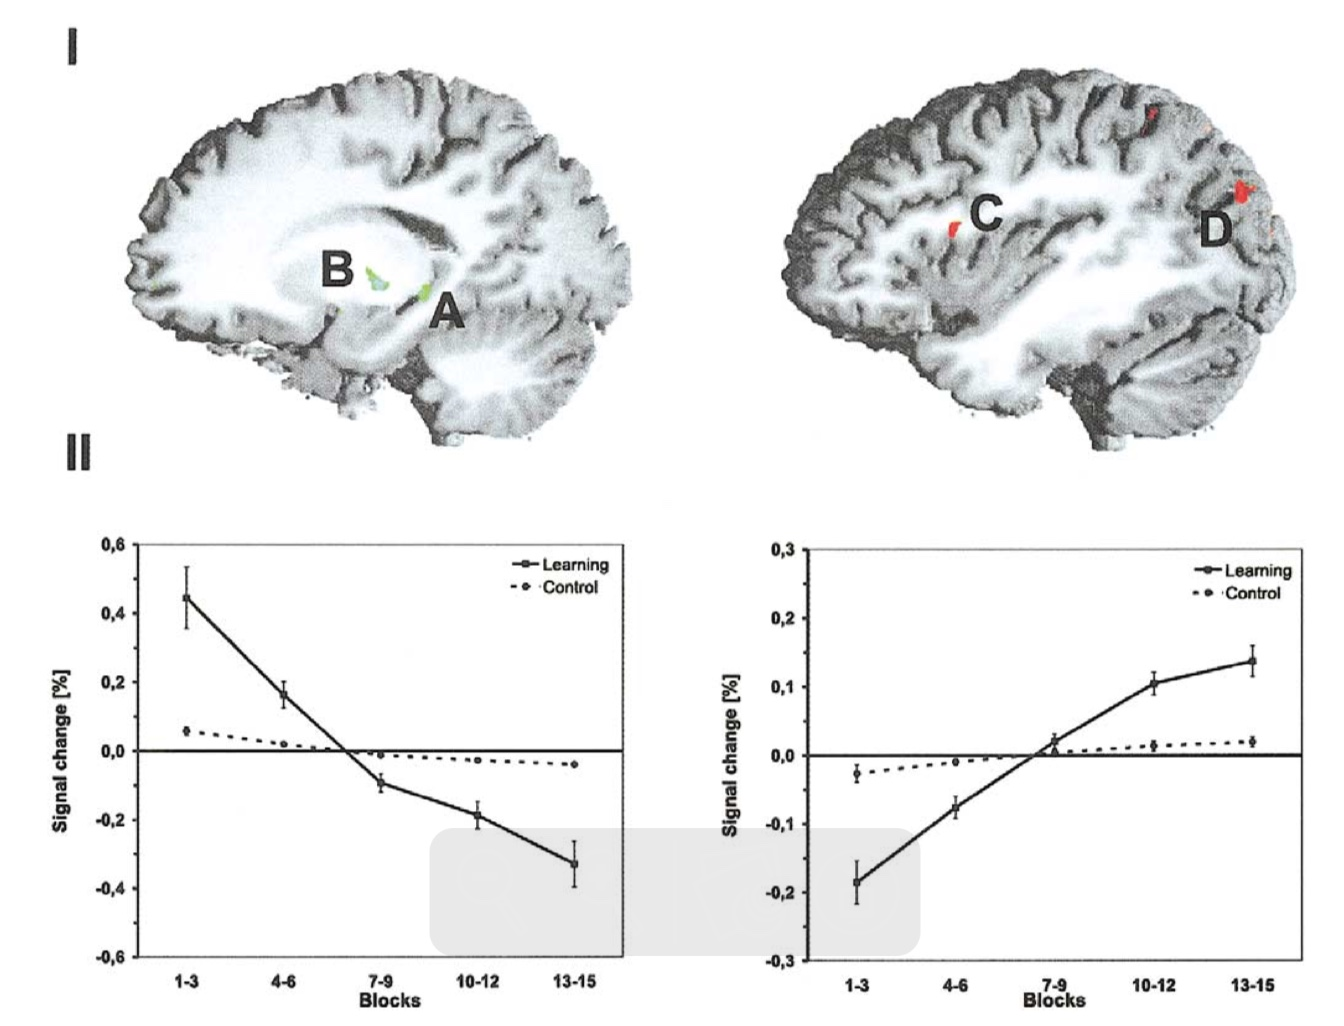 I
B
A
C
D
II
0,6
0,4
0,2
0,0
-0,2
-0,4
-0,6
Signal change [%]
Learning
Control
1-3 4-6 7-9 10-12 13-15
Blocks
0,3
0,2
0,1
0,0
-0,1
-0,2
-0,3
Signal change [%]
Learning
Control
1-3 4-6 7-9 10-12 13-15
Blocks